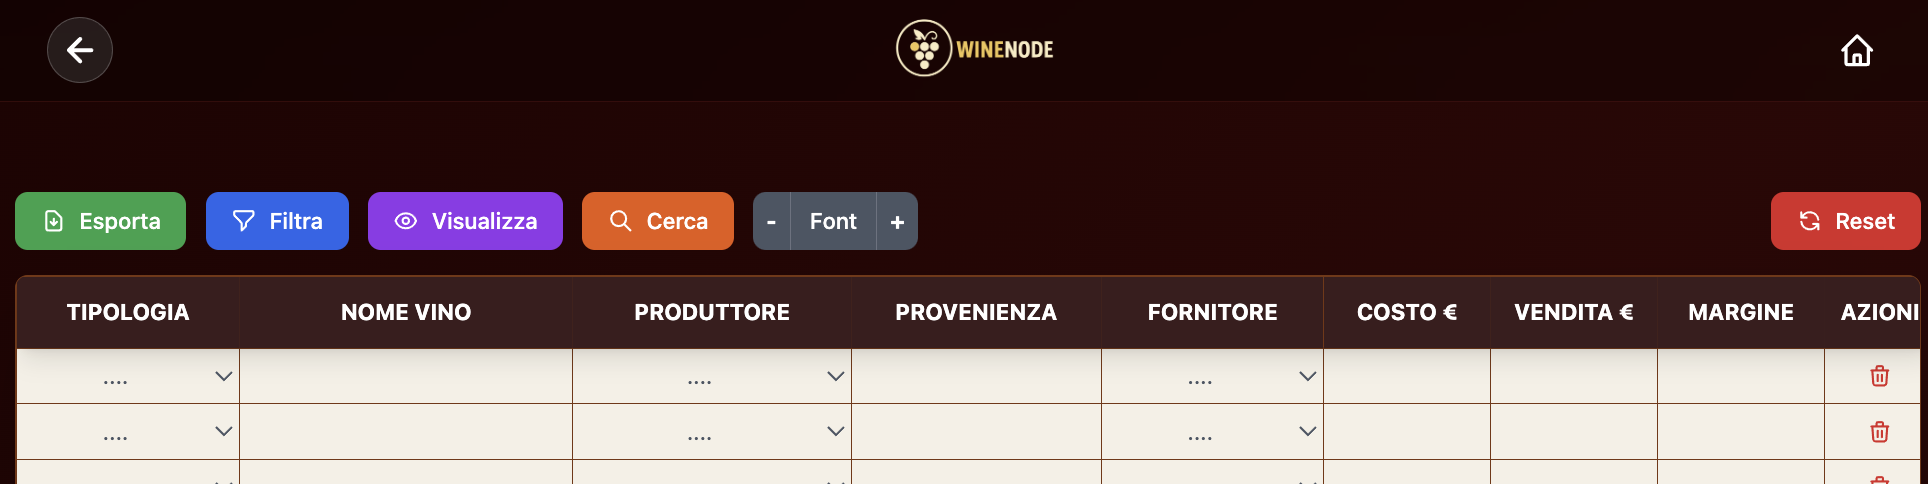 WINENODE
Esporta Filtra Visualizza Cerca - Font + Reset
TIPOLOGIA NOME VINO PRODUTTORE PROVENIENZA FORNITORE COSTO € VENDITA € MARGINE AZIONI
.... .... ....
.... .... ....